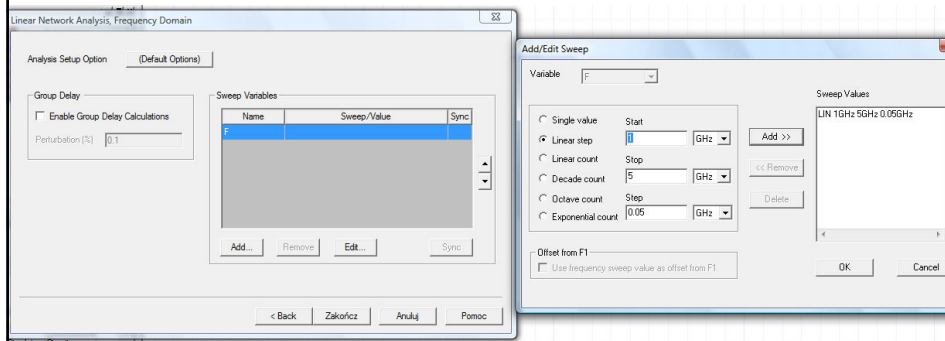 Linear Network Analysis, Frequency Domain
Analysis Setup Option
(Default Options)
Group Delay
Enable Group Delay Calculations
Perturbation (%)
0.1
Sweep Variables
Name
Sweep/Value
Sync
F
Add...
Remove
Edit...
Sync
< Back
Zakończ
Anuluj
Pomoc
Add/Edit Sweep
Variable
F
Single value
Linear step
Linear count
Decade count
Octave count
Exponential count
Start
1
GHz
Stop
5
GHz
Step
0.05
GHz
Add >>
<< Remove
Delete
Sweep Values
LIN 1GHz 5GHz 0.05GHz
Offset from F1
Use frequency sweep value as offset from F1
OK
Cancel